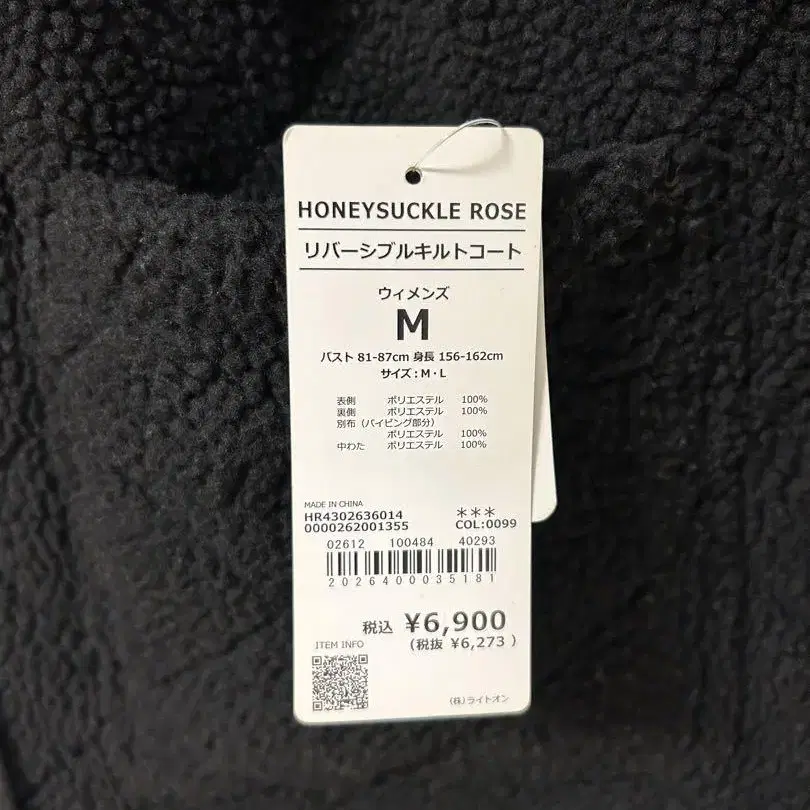 HONEYSUCKLE ROSE
リバーシブルキルトコート
ウィメンズ
M
バスト 81-87cm 身長 156-162cm
サイズ:M・L
表側 ポリエステル 100%
裏側 ポリエステル 100%
別布(パイピング部分)
ポリエステル 100%
中わた ポリエステル 100%
MADE IN CHINA
HR4302636014 ***
0000262001355 COL:0099
02612 100484 40293
2026400035181
税込 ¥6,900
(税抜 ¥6,273 )
ITEM INFO
(株)ライトオン